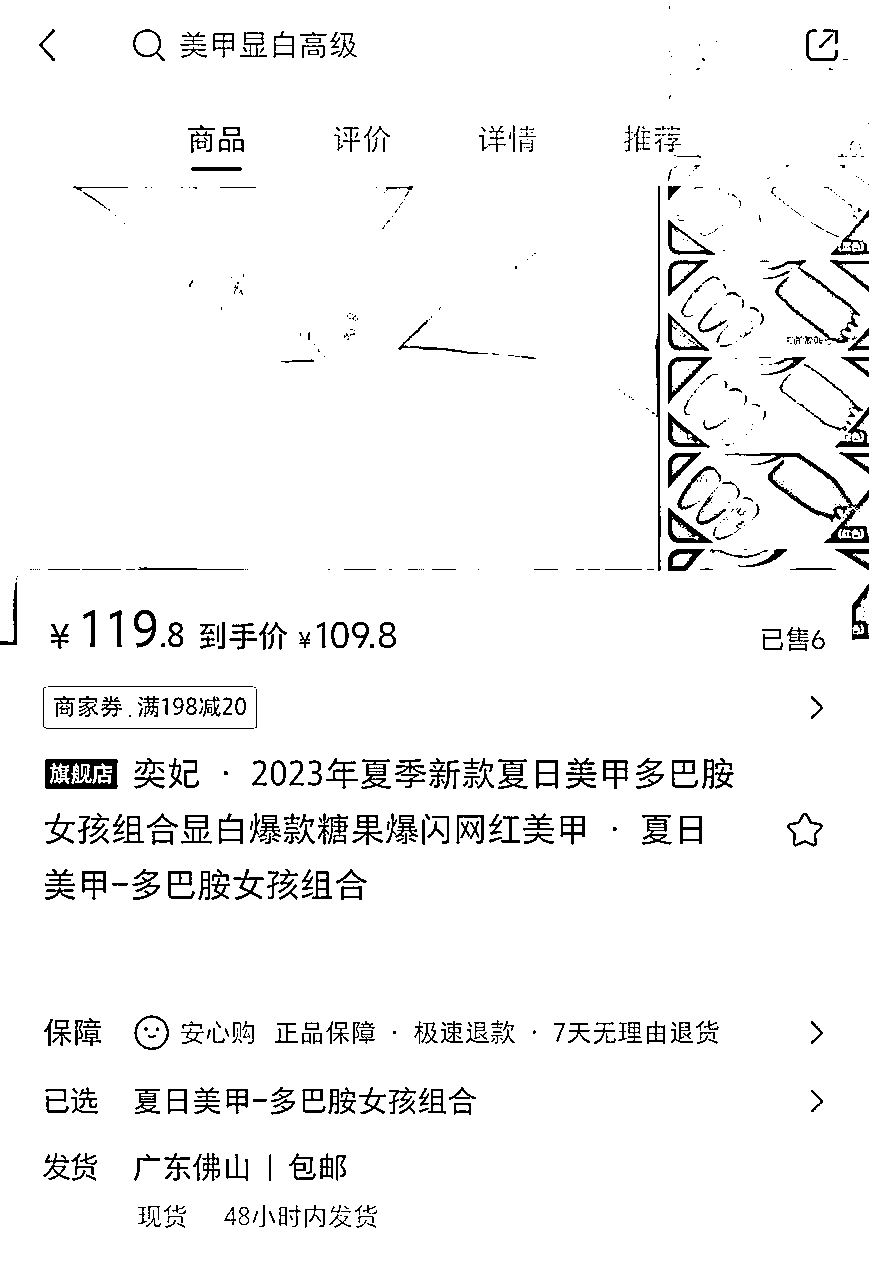 美甲显白高级
商品 评价 详情 推荐
¥119.8 到手价 ¥109.8 已售6
商家券 满198减20
旗舰店 奕妃 · 2023年夏季新款夏日美甲多巴胺
女孩组合显白爆款糖果爆闪网红美甲 · 夏日
美甲-多巴胺女孩组合
保障 安心购 正品保障 · 极速退款 · 7天无理由退货
已选 夏日美甲-多巴胺女孩组合
发货 广东佛山 | 包邮
现货 48小时内发货